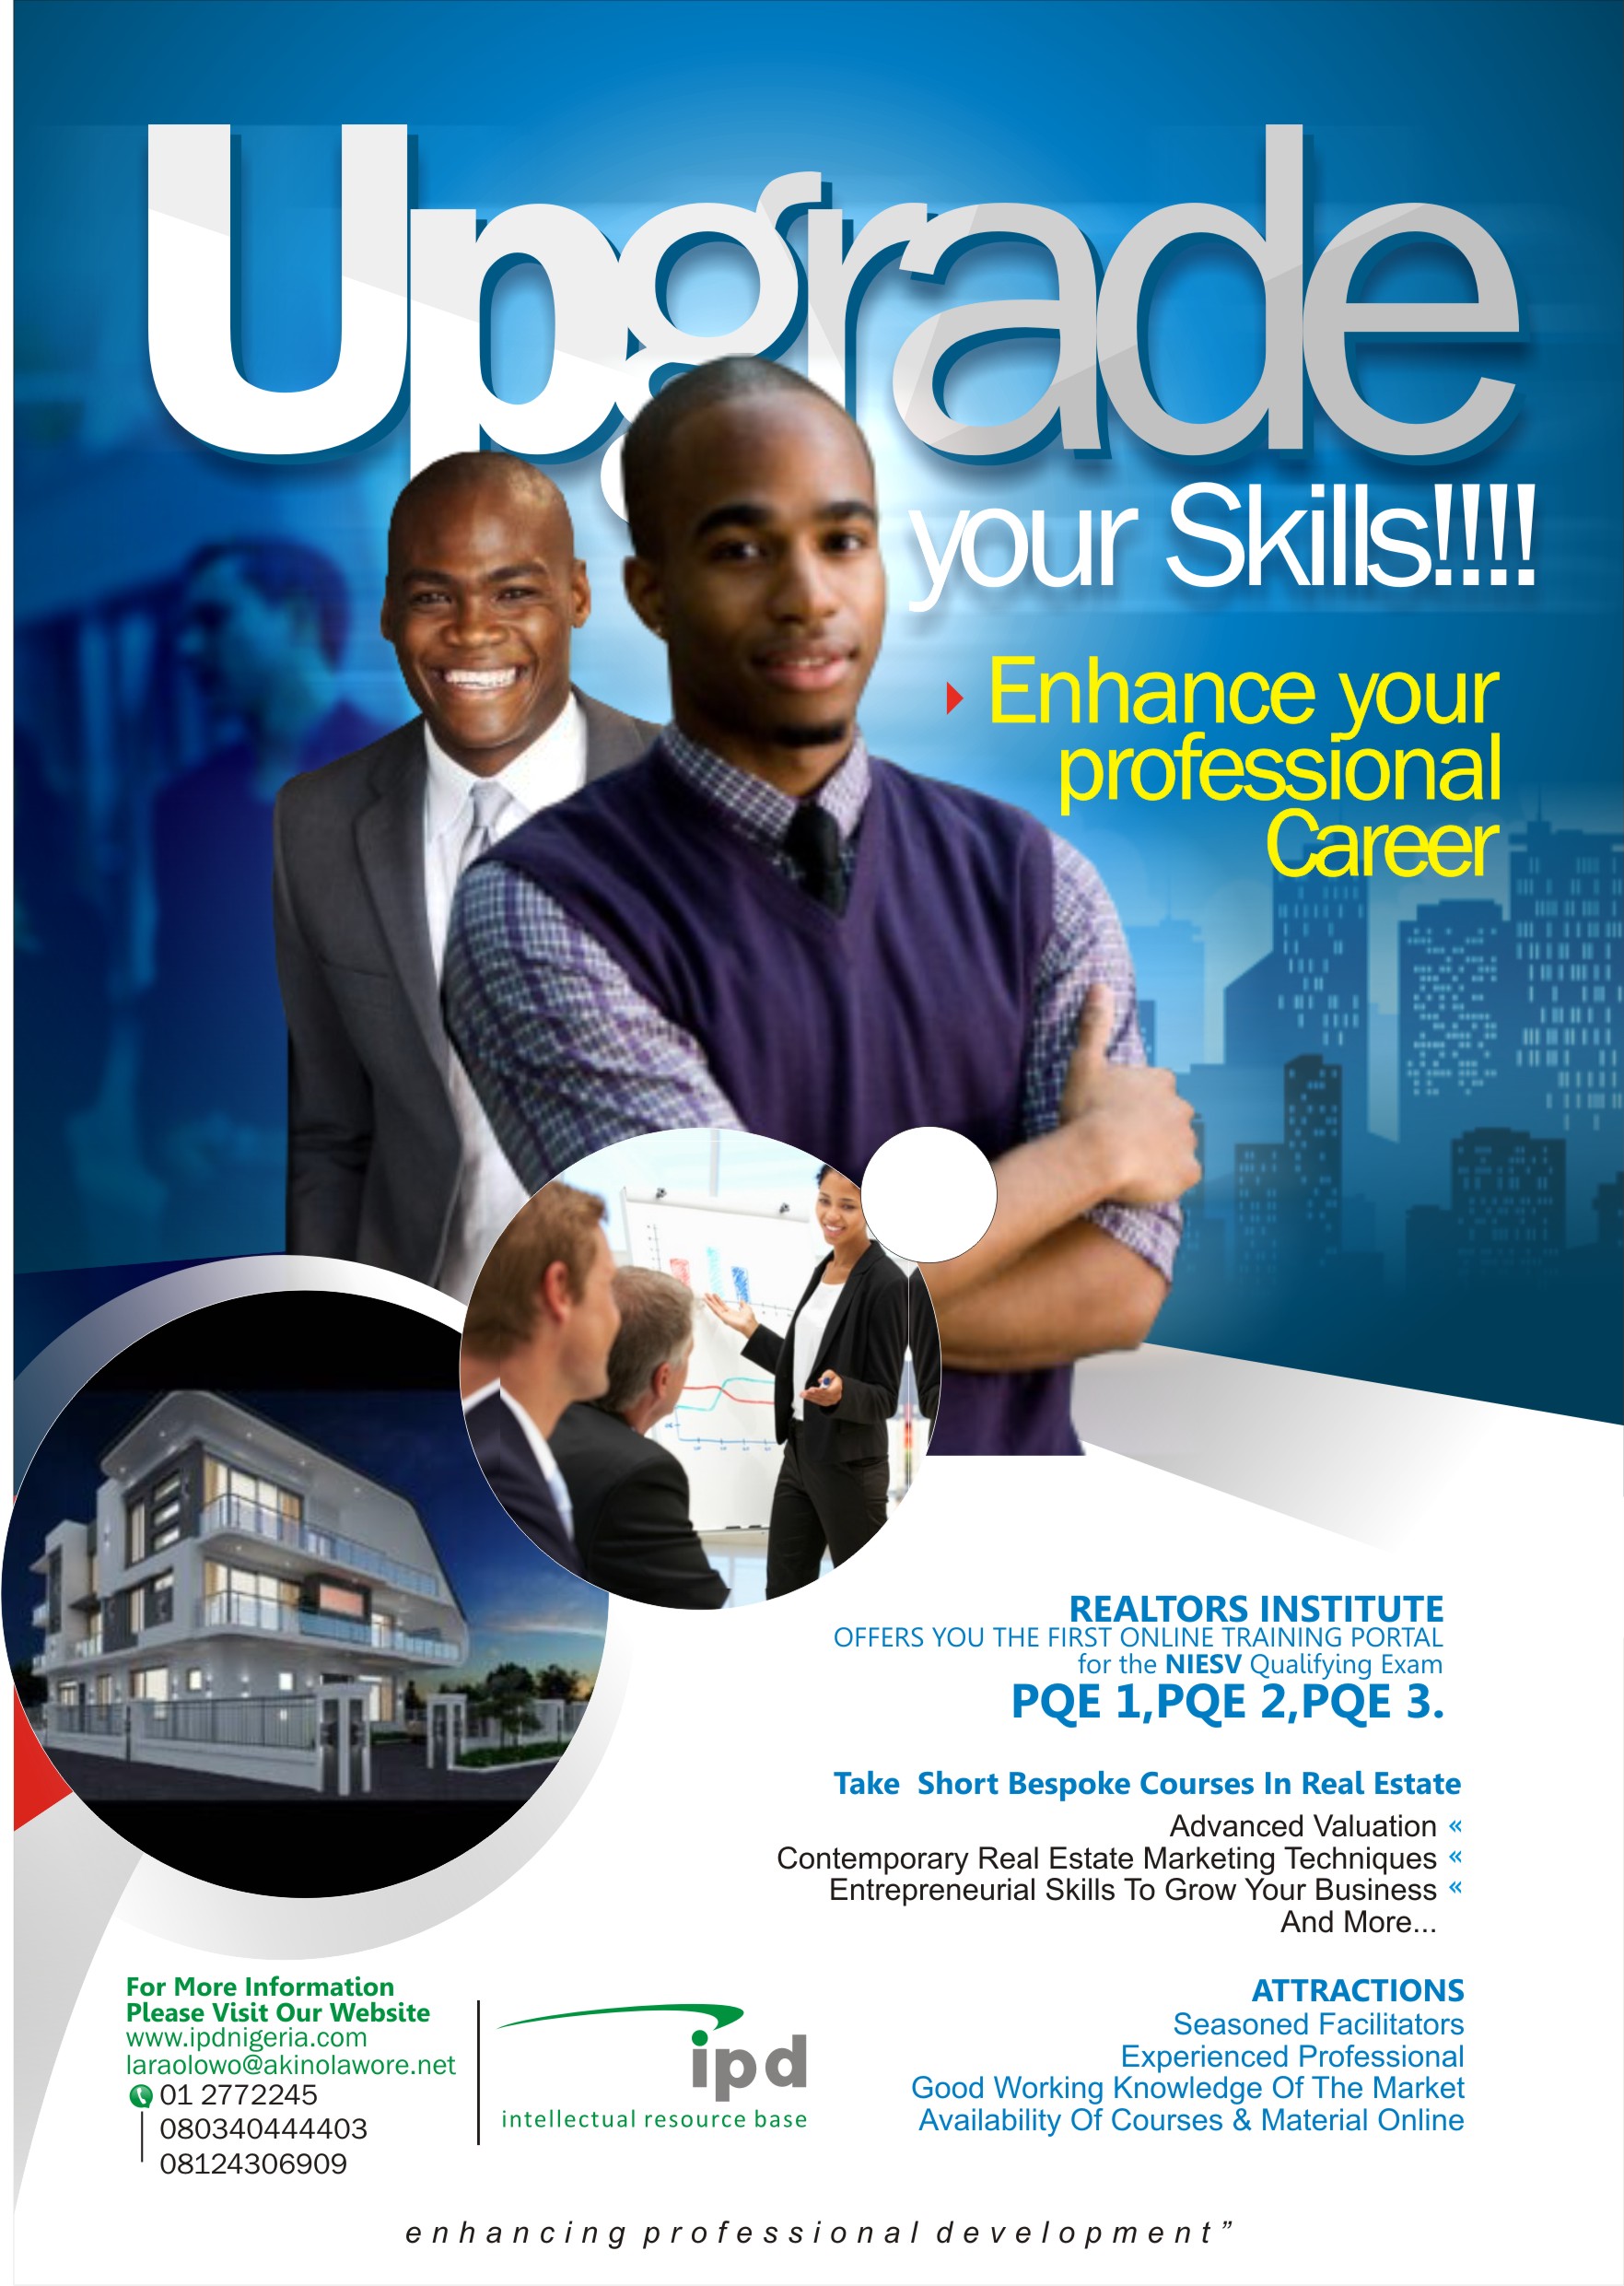 Upgrade
your Skills!!!!
Enhance your
professional
Career
REALTORS INSTITUTE
OFFERS YOU THE FIRST ONLINE TRAINING PORTAL
for the NIESV Qualifying Exam
PQE 1,PQE 2,PQE 3.
Take Short Bespoke Courses In Real Estate
Advanced Valuation «
Contemporary Real Estate Marketing Techniques «
Entrepreneurial Skills To Grow Your Business «
And More...
For More Information
Please Visit Our Website
www.ipdnigeria.com
laraolowo@akinolawore.net
01 2772245
080340444403
08124306909
ipd
intellectual resource base
ATTRACTIONS
Seasoned Facilitators
Experienced Professional
Good Working Knowledge Of The Market
Availability Of Courses & Material Online
enhancing professional development”